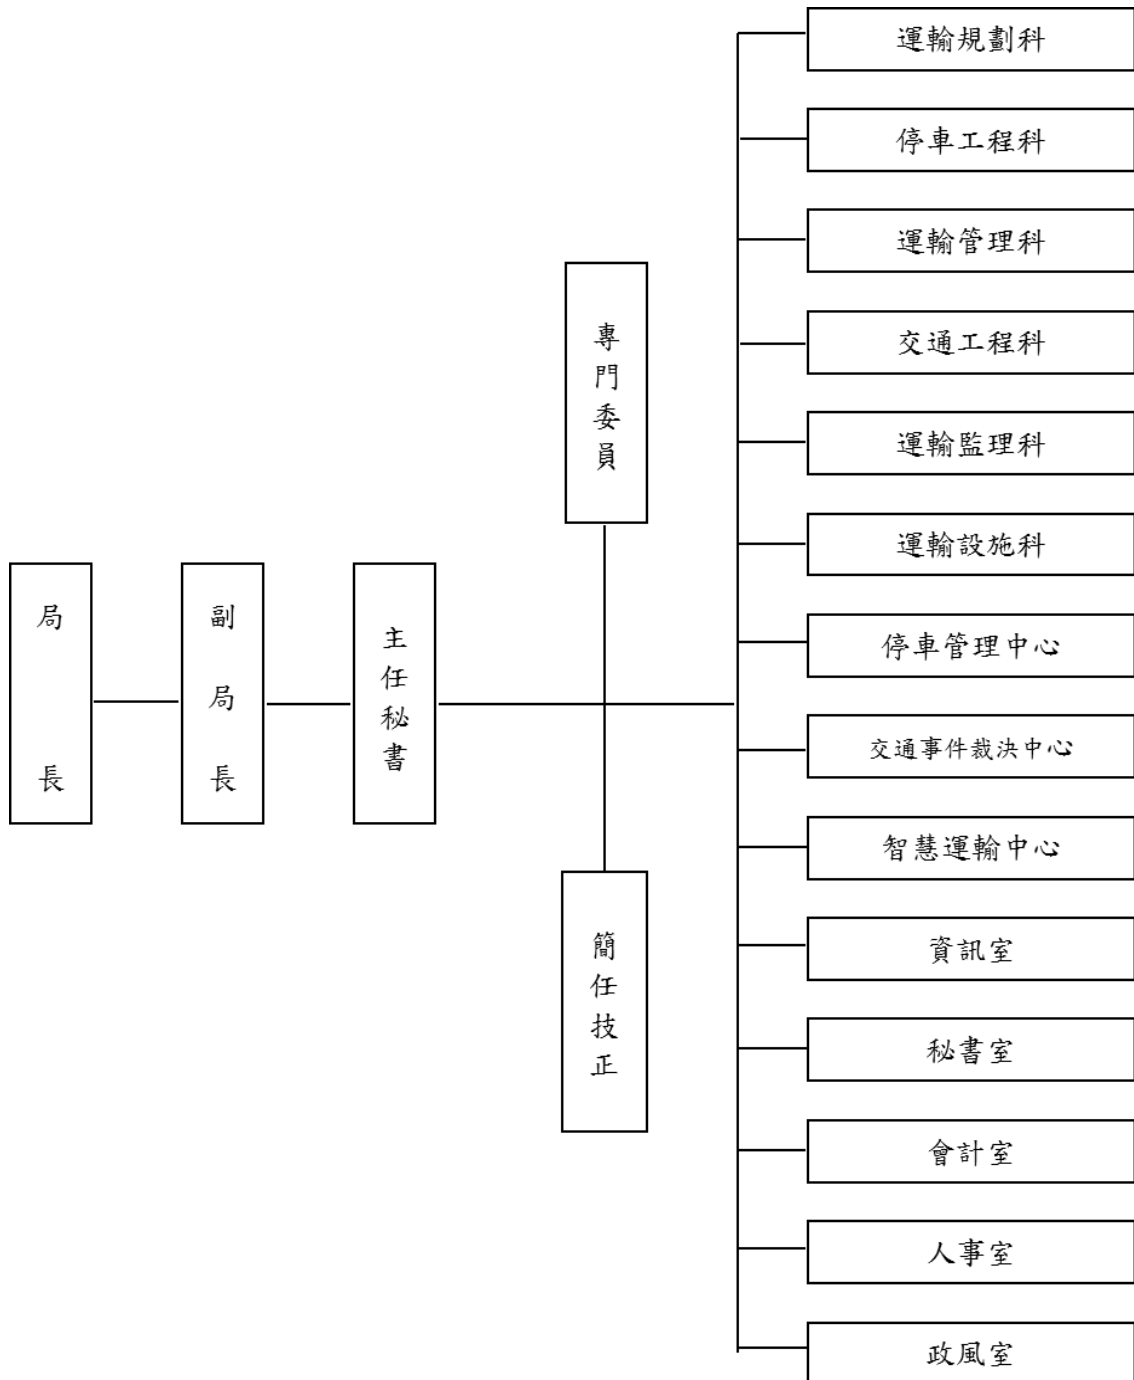 局長
副局長
主任秘書
專門委員
簡任技正
運輸規劃科
停車工程科
運輸管理科
交通工程科
運輸監理科
運輸設施科
停車管理中心
交通事件裁決中心
智慧運輸中心
資訊室
秘書室
會計室
人事室
政風室